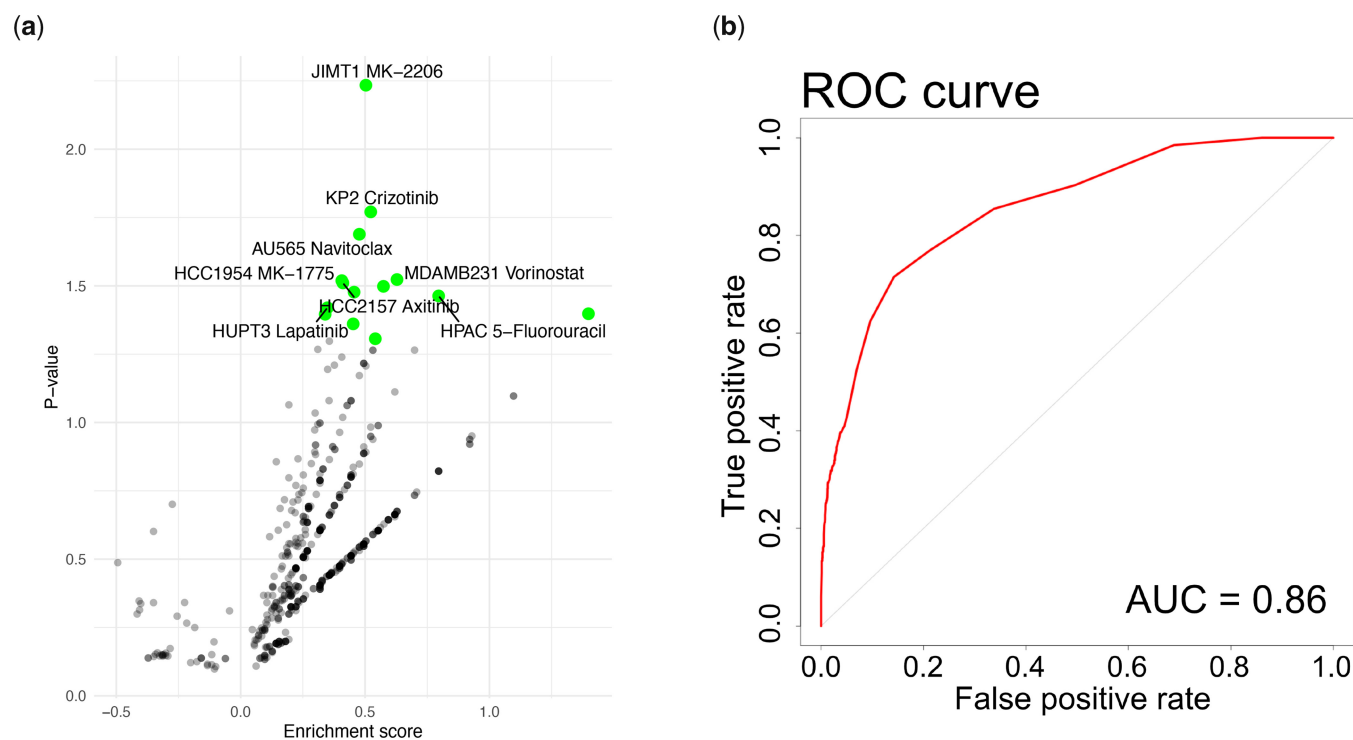 (a)
JIMT1 MK−2206
2.0
KP2 Crizotinib
AU565 Navitoclax
HCC1954 MK−1775
MDAMB231 Vorinostat
1.5
HCC2157 Axitinib
HUPT3 Lapatinib
HPAC 5−Fluorouracil
P−value
1.0
0.5
0.0
−0.5
0.0
0.5
1.0
Enrichment score
(b)
ROC curve
1.0
0.8
0.6
0.4
0.2
0.0
True positive rate
AUC = 0.86
0.0
0.2
0.4
0.6
0.8
1.0
False positive rate